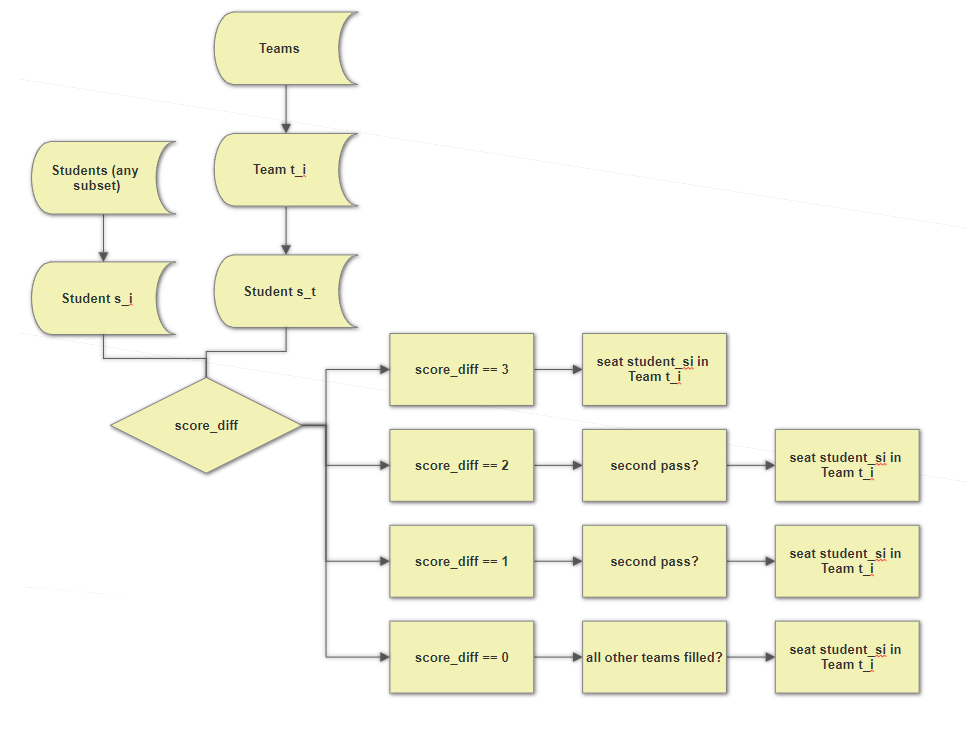 Teams
Team t_i
Students (any
subset)
Student s_i
Student s_t
score_diff
score_diff == 3
seat student_si in
Team t_i
score_diff == 2
second pass?
seat student_si in
Team t_i
score_diff == 1
second pass?
seat student_si in
Team t_i
score_diff == 0
all other teams filled?
seat student_si in
Team t_i